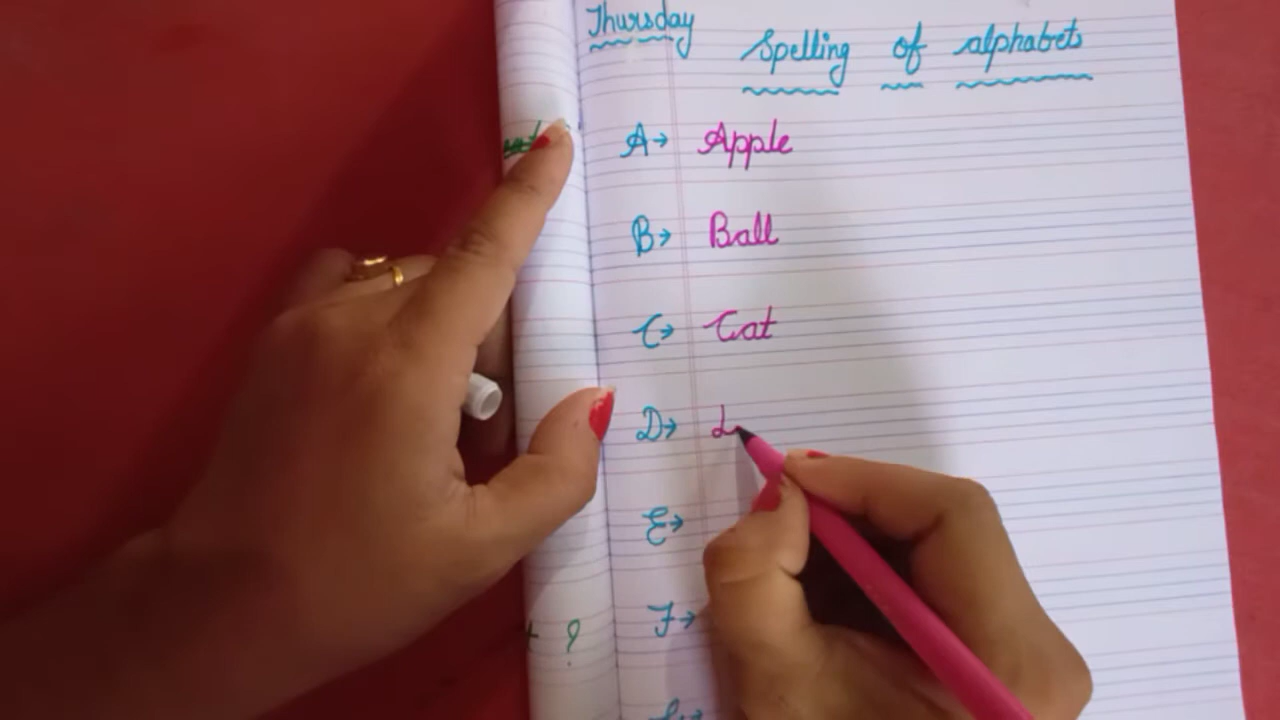 Thursday
Spelling of alphabets
A→ Apple
B→ Ball
C→ Cat
D→
E→
F→
?